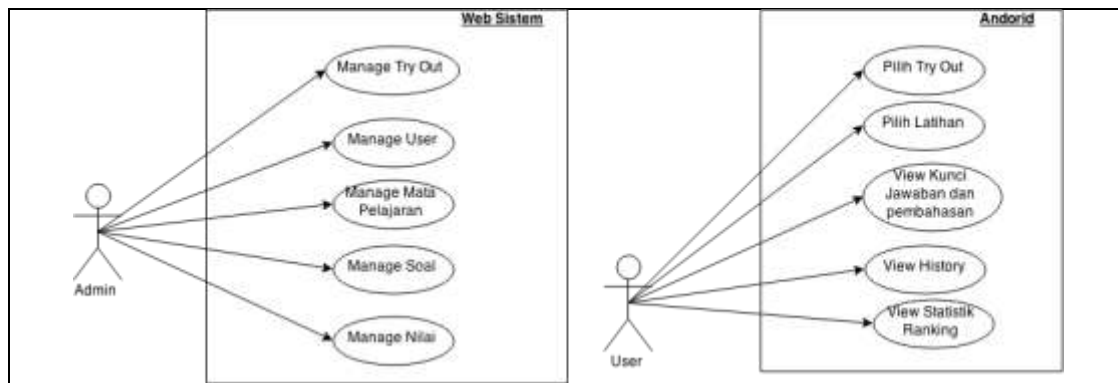 Web Sistem
Manage Try Out
Manage User
Manage Mata
Pelajaran
Manage Soal
Manage Nilai
Admin
Andorid
Pilih Try Out
Pilih Latihan
View Kunci
Jawaban dan
pembahasan
View History
View Statistik
Ranking
User